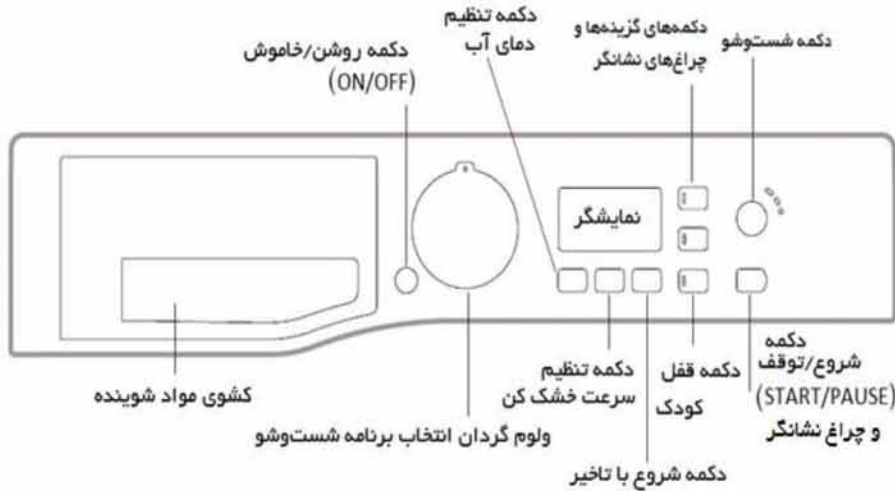 دکمه تنظیم
دمای آب
دکمه‌های گزینه‌ها و
چراغ‌های نشانگر
دکمه شست‌وشو
دکمه روشن/خاموش
(ON/OFF)
نمایشگر
کشوی مواد شوینده
ولوم گردان انتخاب برنامه شست‌وشو
دکمه تنظیم
سرعت خشک کن
دکمه شروع با تاخیر
دکمه قفل
کودک
دکمه
شروع/توقف
(START/PAUSE)
و چراغ نشانگر